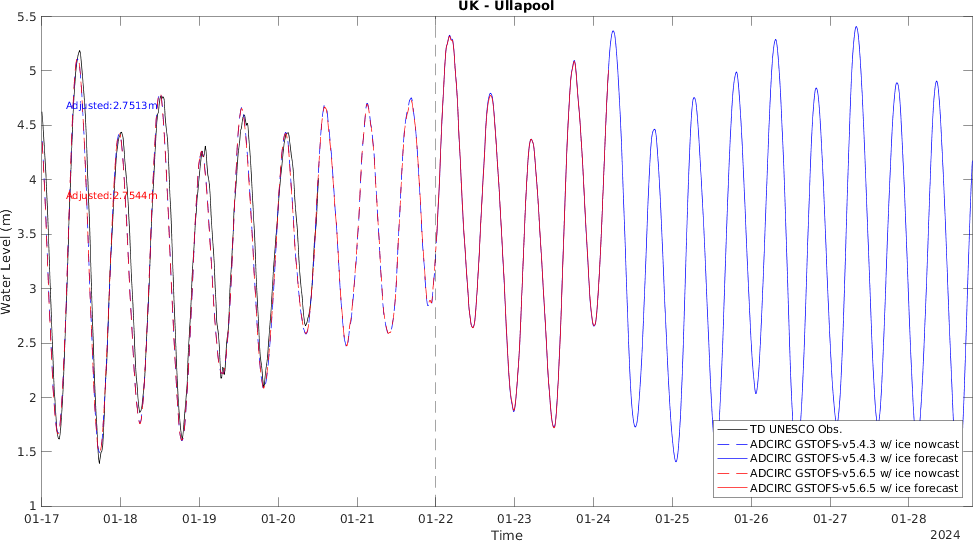 UK - Ullapool
5.5
5
4.5
4
3.5
3
2.5
2
1.5
1
Water Level (m)
Adjusted:2.7513m
Adjusted:2.7544m
TD UNESCO Obs.
ADCIRC GSTOFS-v5.4.3 w/ ice nowcast
ADCIRC GSTOFS-v5.4.3 w/ ice forecast
ADCIRC GSTOFS-v5.6.5 w/ ice nowcast
ADCIRC GSTOFS-v5.6.5 w/ ice forecast
01-17 01-18 01-19 01-20 01-21 01-22 01-23 01-24 01-25 01-26 01-27 01-28
Time
2024